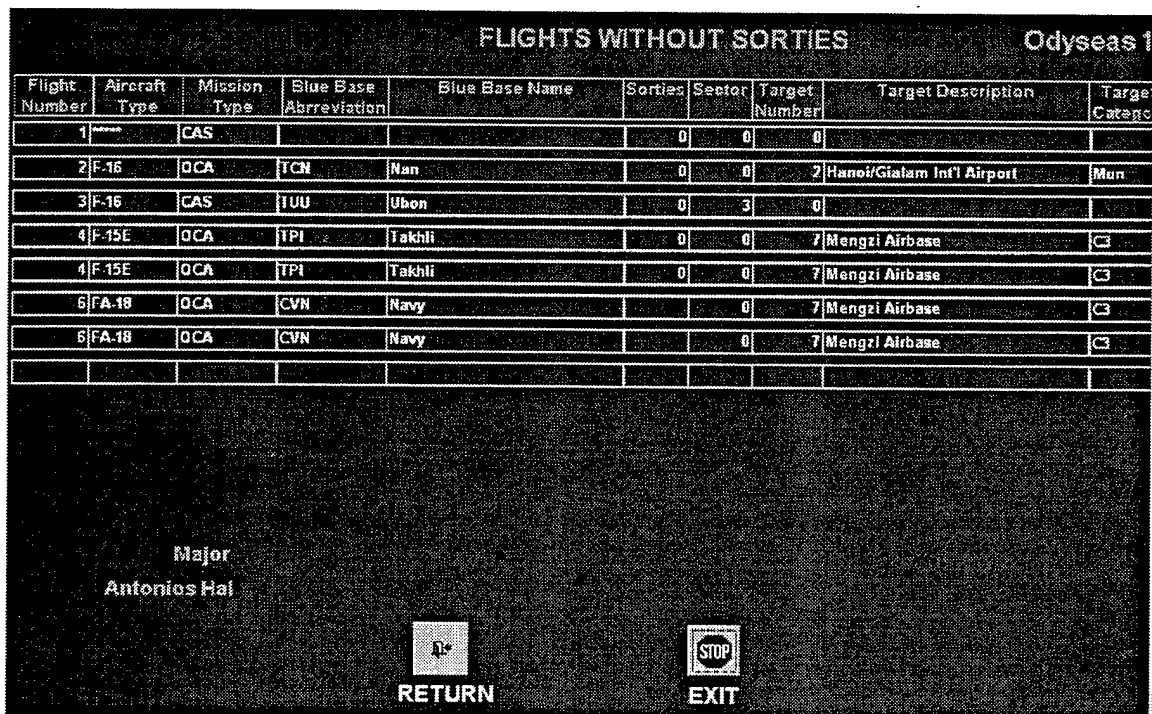 FLIGHTS WITHOUT SORTIES Odyseas 1
Flight Number Aircraft Type Mission Type Blue Base Abrreviation Blue Base Name Sorties Sector Target Number Target Description Targe Catego
1 ***** CAS 0 0 0
2 F-16 OCA TCN Nan 0 0 2 Hanoi/Gialam Int'l Airport Mun
3 F-16 CAS TUU Ubon 0 3 0
4 F-15E OCA TPI Takhli 0 0 7 Mengzi Airbase C3
4 F-15E OCA TPI Takhli 0 0 7 Mengzi Airbase C3
6 FA-18 OCA CVN Navy 0 7 Mengzi Airbase C3
6 FA-18 OCA CVN Navy 0 7 Mengzi Airbase C3
Major
Antonios Hal
STOP
RETURN EXIT